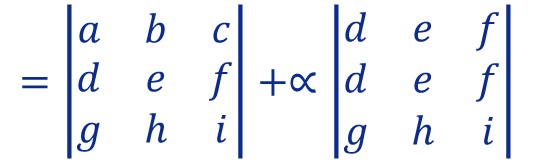 = |a b c| + ∝ |d e f|
|d e f| |d e f|
|g h i| |g h i|